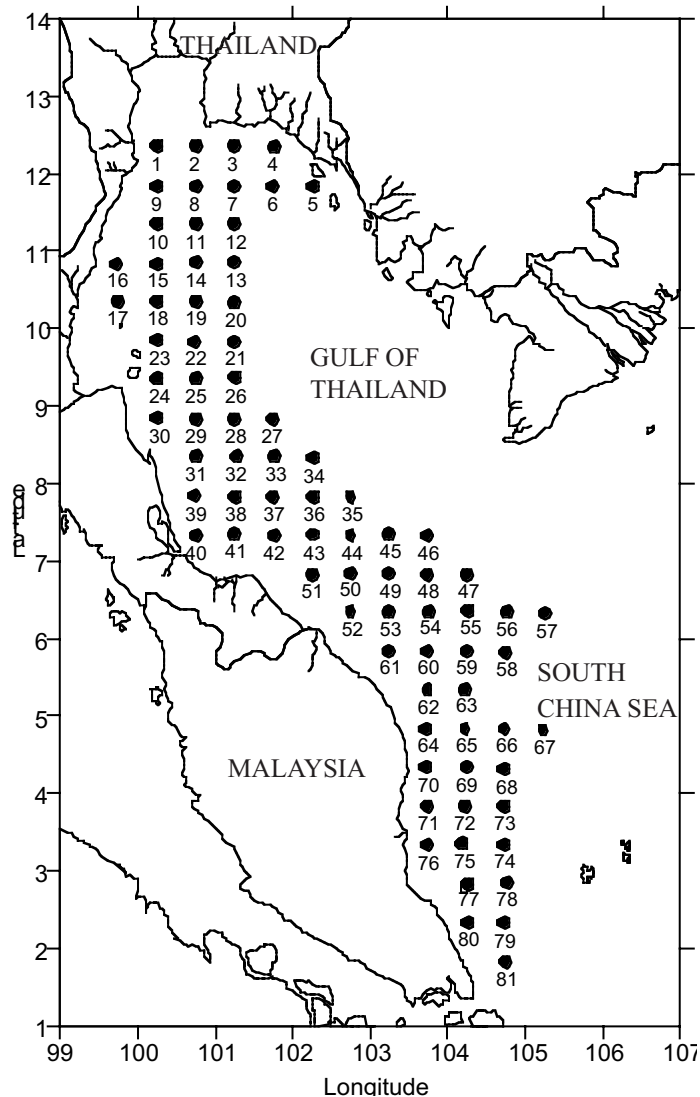 14
THAILAND
13
1 2 3 4
12
9 8 7 6 5
10 11 12
11
16 15 14 13
17 18 19 20
10
23 22 21
GULF OF
THAILAND
24 25 26
9
30 29 28 27
31 32 33 34
8
Latitude
39 38 37 36 35
40 41 42 43 44 45 46
7
51 50 49 48 47
52 53 54 55 56 57
6
61 60 59 58
SOUTH
CHINA SEA
62 63
5
64 65 66 67
MALAYSIA
70 69 68
4
71 72 73
76 75 74
3
77 78
80 79
2
81
1
99 100 101 102 103 104 105 106 107
Longitude